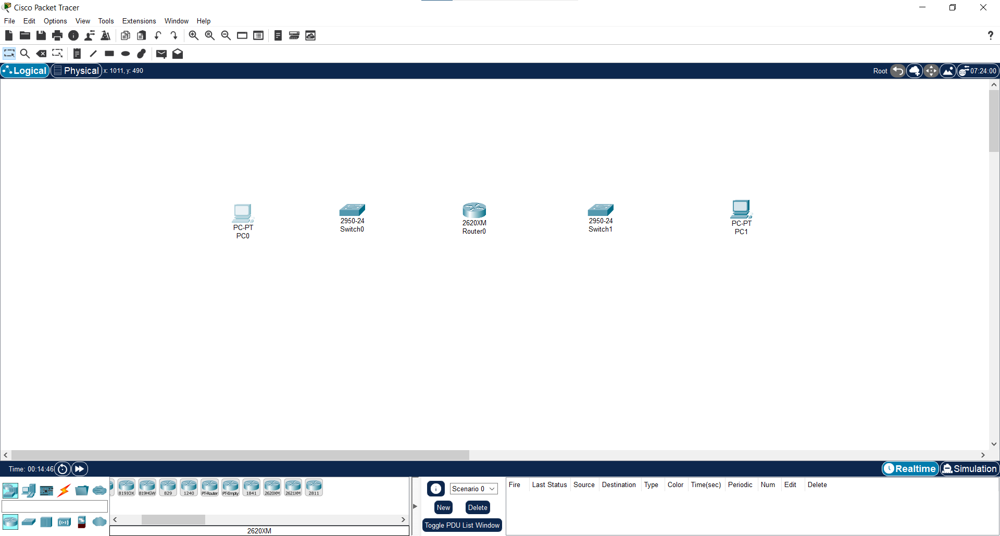 Cisco Packet Tracer
File Edit Options View Tools Extensions Window Help
Logical Physical x: 1011, y: 490 Root 07:24:00
PC-PT
PC0
2950-24
Switch0
2620XM
Router0
2950-24
Switch1
PC-PT
PC1
Time: 00:14:46 Realtime Simulation
819IOX 819HGW 829 1240 PT-Router PT-Empty 1841 2620XM 2621XM 2811
2620XM
Scenario 0
New Delete
Toggle PDU List Window
Fire Last Status Source Destination Type Color Time(sec) Periodic Num Edit Delete